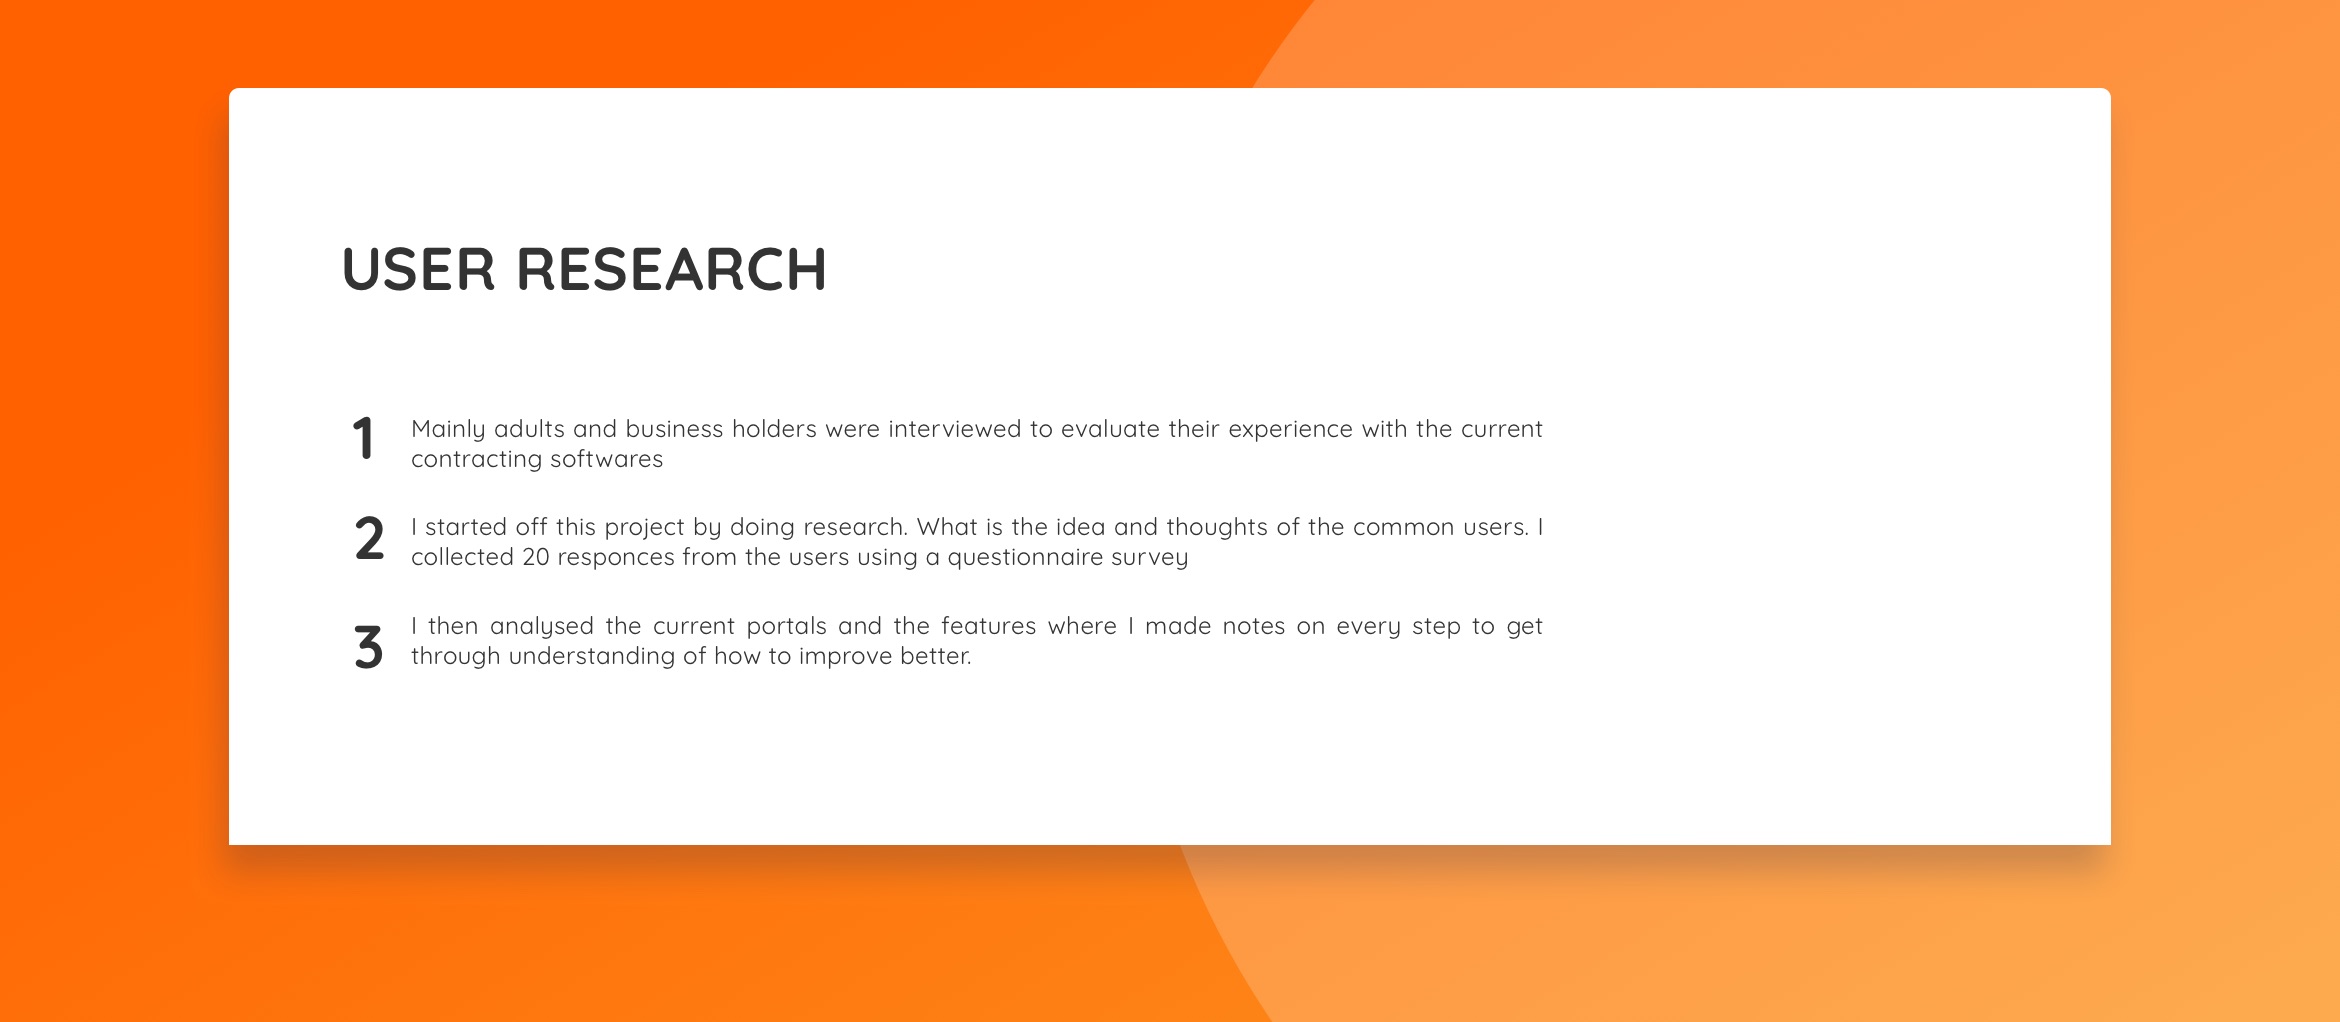 USER RESEARCH
1 Mainly adults and business holders were interviewed to evaluate their experience with the current
contracting softwares
2 I started off this project by doing research. What is the idea and thoughts of the common users. I
collected 20 responces from the users using a questionnaire survey
3 I then analysed the current portals and the features where I made notes on every step to get
through understanding of how to improve better.